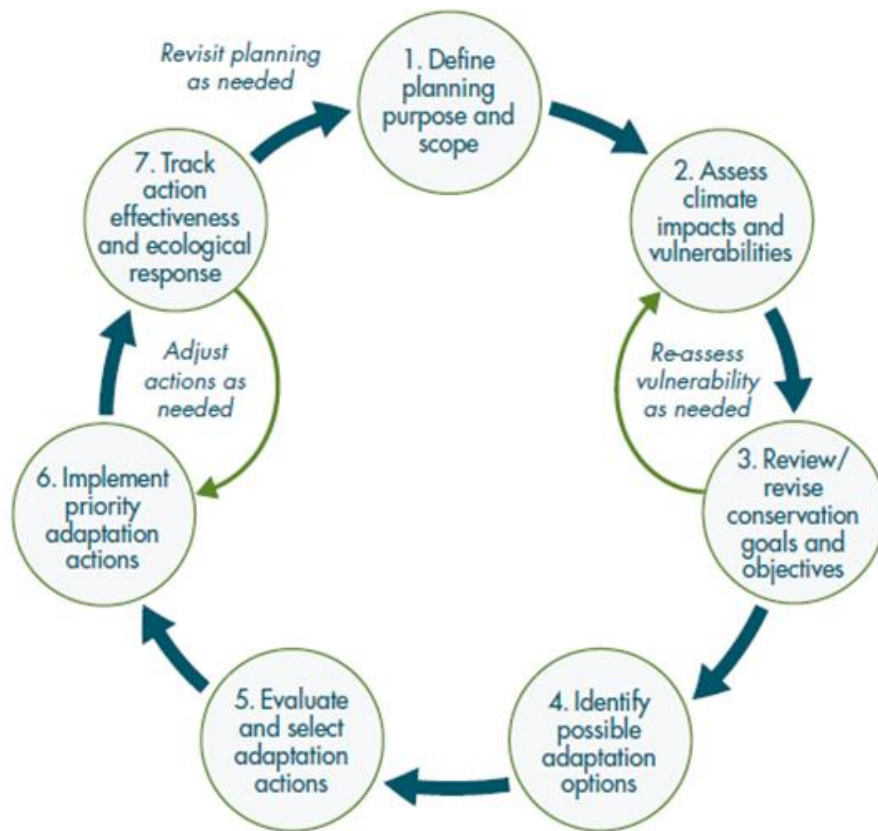 Revisit planning
as needed
1. Define
planning
purpose and
scope
2. Assess
climate
impacts and
vulnerabilities
Re-assess
vulnerability
as needed
3. Review/
revise
conservation
goals and
objectives
4. Identify
possible
adaptation
options
5. Evaluate
and select
adaptation
actions
6. Implement
priority
adaptation
actions
Adjust
actions as
needed
7. Track
action
effectiveness
and ecological
response